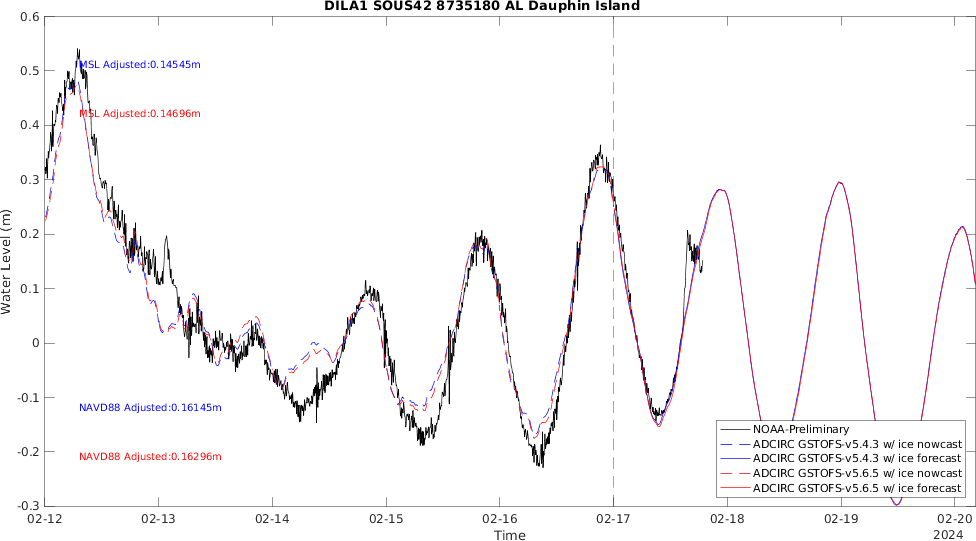 DILA1 SOUS42 8735180 AL Dauphin Island
0.6
0.5
0.4
0.3
0.2
0.1
0
-0.1
-0.2
-0.3
Water Level (m)
MSL Adjusted:0.14545m
MSL Adjusted:0.14696m
NAVD88 Adjusted:0.16145m
NAVD88 Adjusted:0.16296m
NOAA-Preliminary
ADCIRC GSTOFS-v5.4.3 w/ ice nowcast
ADCIRC GSTOFS-v5.4.3 w/ ice forecast
ADCIRC GSTOFS-v5.6.5 w/ ice nowcast
ADCIRC GSTOFS-v5.6.5 w/ ice forecast
02-12 02-13 02-14 02-15 02-16 02-17 02-18 02-19 02-20
Time
2024